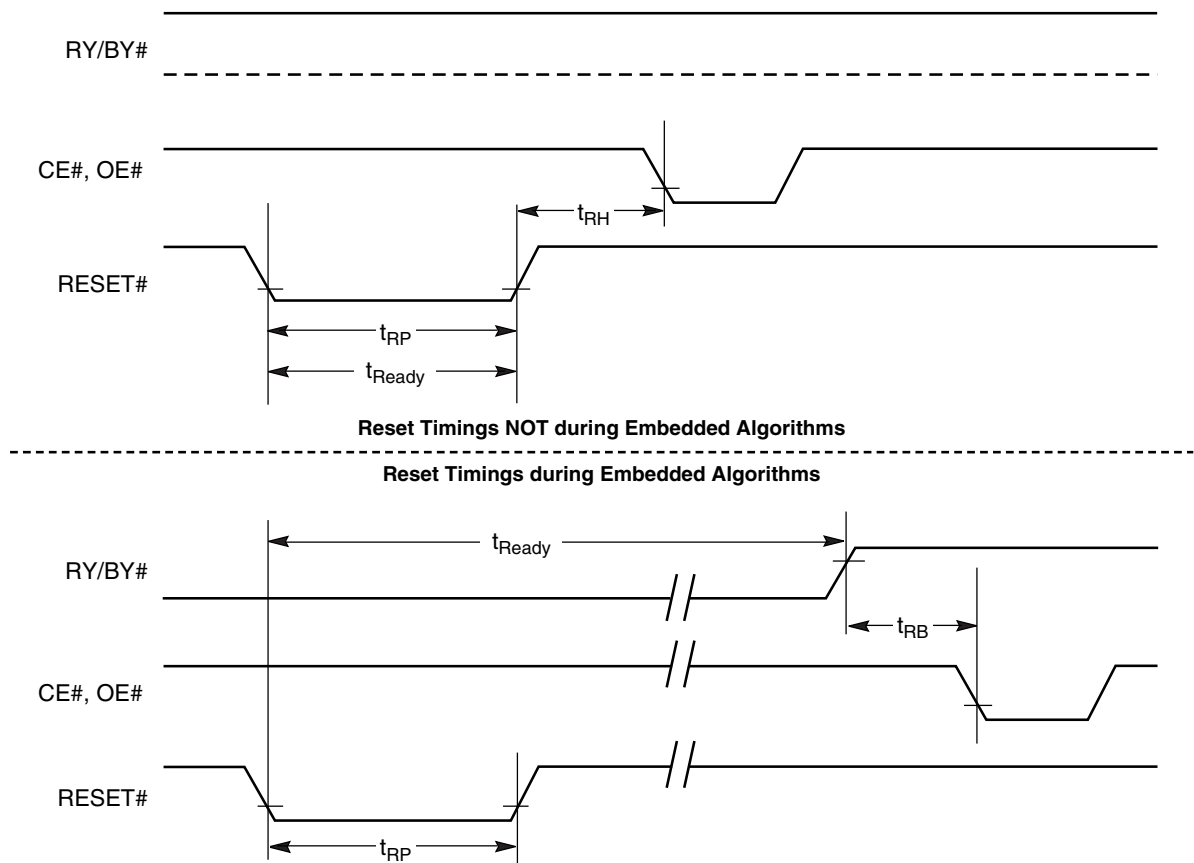 RY/BY#
CE#, OE#
tRH
RESET#
tRP
tReady
Reset Timings NOT during Embedded Algorithms
Reset Timings during Embedded Algorithms
tReady
RY/BY#
tRB
CE#, OE#
RESET#
tRP